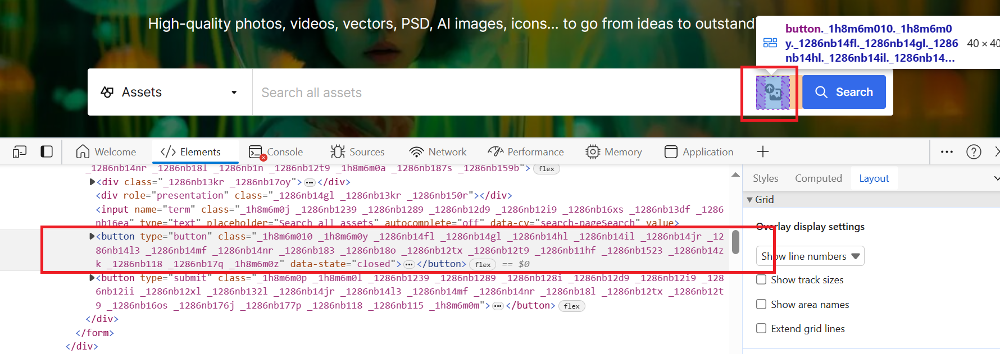 High-quality photos, videos, vectors, PSD, AI images, icons... to go from ideas to outstand
button._1h8m6m010._1h8m6m0
y._1286nb14fl._1286nb14gl._1286
nb14hl._1286nb14il._1286nb14...
40 × 40
Assets
Search all assets
Search
Welcome
</> Elements
Console
Sources
Network
Performance
Memory
Application
_1286nb14nr _1286nb18l _1286nb1n _1286nb12t9 _1h8m6m0a _1286nb187s _1286nb159b"> flex
<div class="_1286nb13kr _1286nb17oy">…</div>
<div role="presentation" class="_1286nb14gl _1286nb13kr _1286nb150r"></div>
<input name="term" class="_1h8m6m0j _1286nb1239 _1286nb1289 _1286nb12d9 _1286nb12i9 _1286nb16xs _1286nb13df _1286
nb16ea" type="text" placeholder="Search all assets" autocomplete="off" data-cy="search-pageSearch" value>
<button type="button" class="_1h8m6m010 _1h8m6m0y _1286nb14fl _1286nb14gl _1286nb14hl _1286nb14il _1286nb14jr _12
86nb14l3 _1286nb14mf _1286nb14nr _1286nb183 _1286nb18o _1286nb12tx _1286nb12t9 _1286nb11hf _1286nb1523 _1286nb14z
k _1286nb118 _1286nb17q _1h8m6m0z" data-state="closed">…</button> flex == $0
<button type="submit" class="_1h8m6m0p _1h8m6m0l _1286nb1239 _1286nb1289 _1286nb128i _1286nb12d9 _1286nb12i9 _128
6nb12ii _1286nb12xl _1286nb132l _1286nb14jr _1286nb14l3 _1286nb14mf _1286nb14nr _1286nb18l _1286nb12tx _1286nb12t
9 _1286nb16os _1286nb176j _1286nb177p _1286nb118 _1286nb115 _1h8m6m0m">…</button> flex
</div>
</form>
</div>
Styles
Computed
Layout
Grid
Overlay display settings
Show line numbers
Show track sizes
Show area names
Extend grid lines